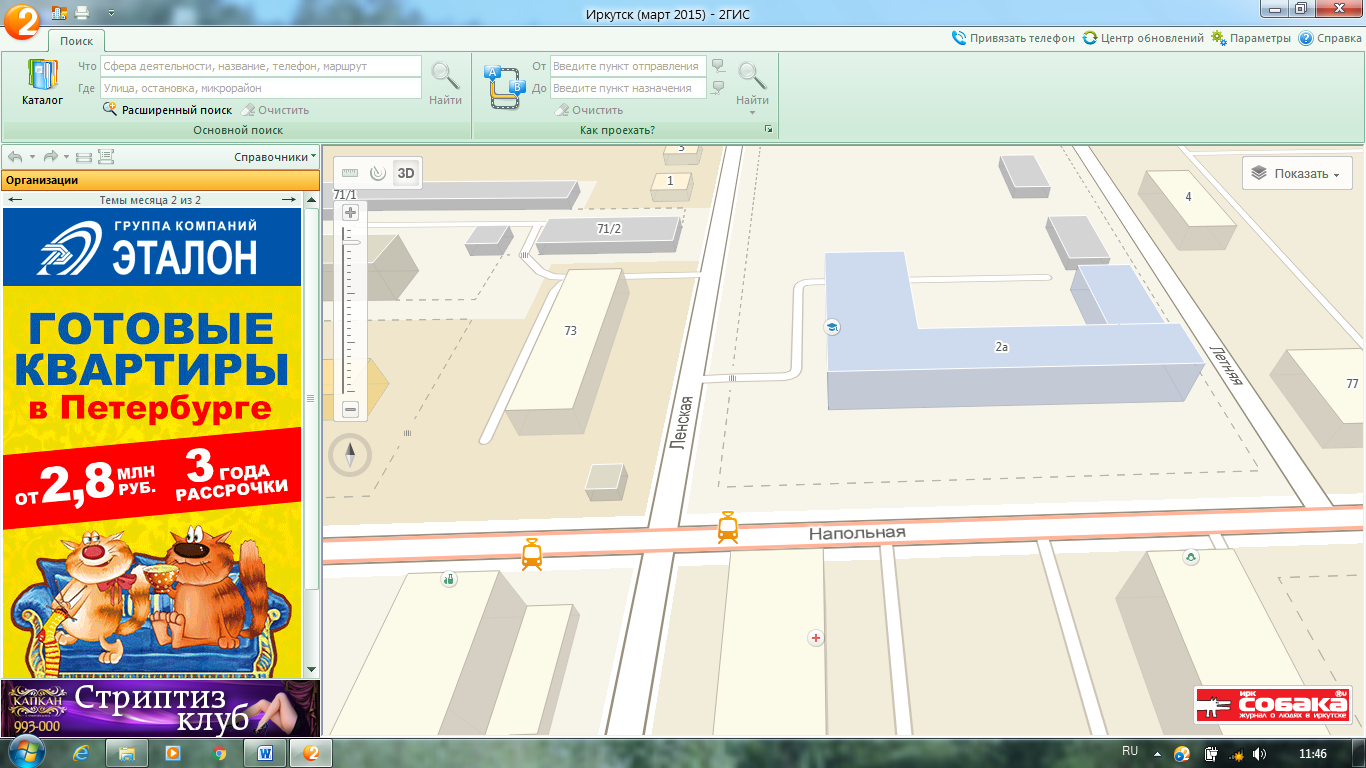 Иркутск (март 2015) - 2ГИС
Поиск
Привязать телефон
Центр обновлений
Параметры
Справка
Каталог
Что
Сфера деятельности, название, телефон, маршрут
Где
Улица, остановка, микрорайон
Расширенный поиск
Очистить
Найти
Основной поиск
От
Введите пункт отправления
До
Введите пункт назначения
Очистить
Найти
Как проехать?
Справочники
Организации
Темы месяца 2 из 2
ГРУППА КОМПАНИЙ
ЭТАЛОН
ГОТОВЫЕ
КВАРТИРЫ
в Петербурге
от 2,8 МЛН РУБ.
3 ГОДА РАССРОЧКИ
КАПКАН
993-000
Стриптиз
клуб
3D
71/1
3
1
71/2
73
2а
4
77
Показать
Ленская
Летняя
Напольная
A
B
ирк
СОБАКА
.ru
журнал о людях в иркутске
RU
11:46